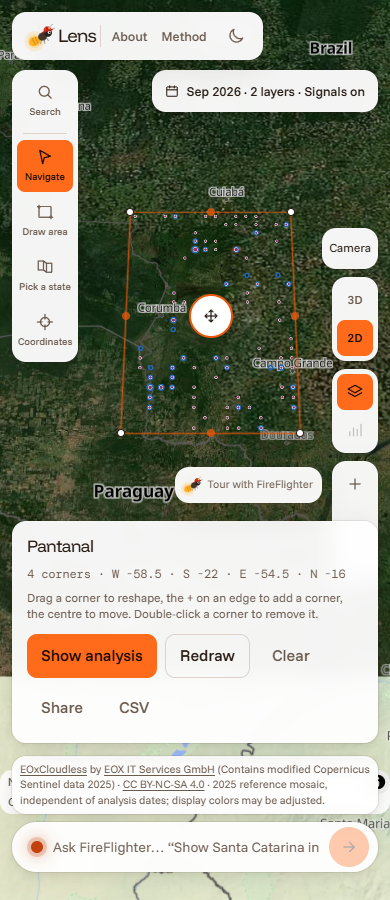 Lens About Method
Brazil
Sep 2026 · 2 layers · Signals on
Search
Navigate
Draw area
Pick a state
Coordinates
Cuiabá
Camera
3D
2D
Corumbá
Campo Grande
Dourados
Paraguay
Tour with FireFlighter
Pantanal
4 corners · W -58.5 · S -22 · E -54.5 · N -16
Drag a corner to reshape, the + on an edge to add a corner,
the centre to move. Double-click a corner to remove it.
Show analysis Redraw Clear
Share CSV
EOxCloudless by EOX IT Services GmbH (Contains modified Copernicus
Sentinel data 2025) · CC BY-NC-SA 4.0 · 2025 reference mosaic,
independent of analysis dates; display colors may be adjusted.
Santa Maria
Ask FireFlighter... “Show Santa Catarina in